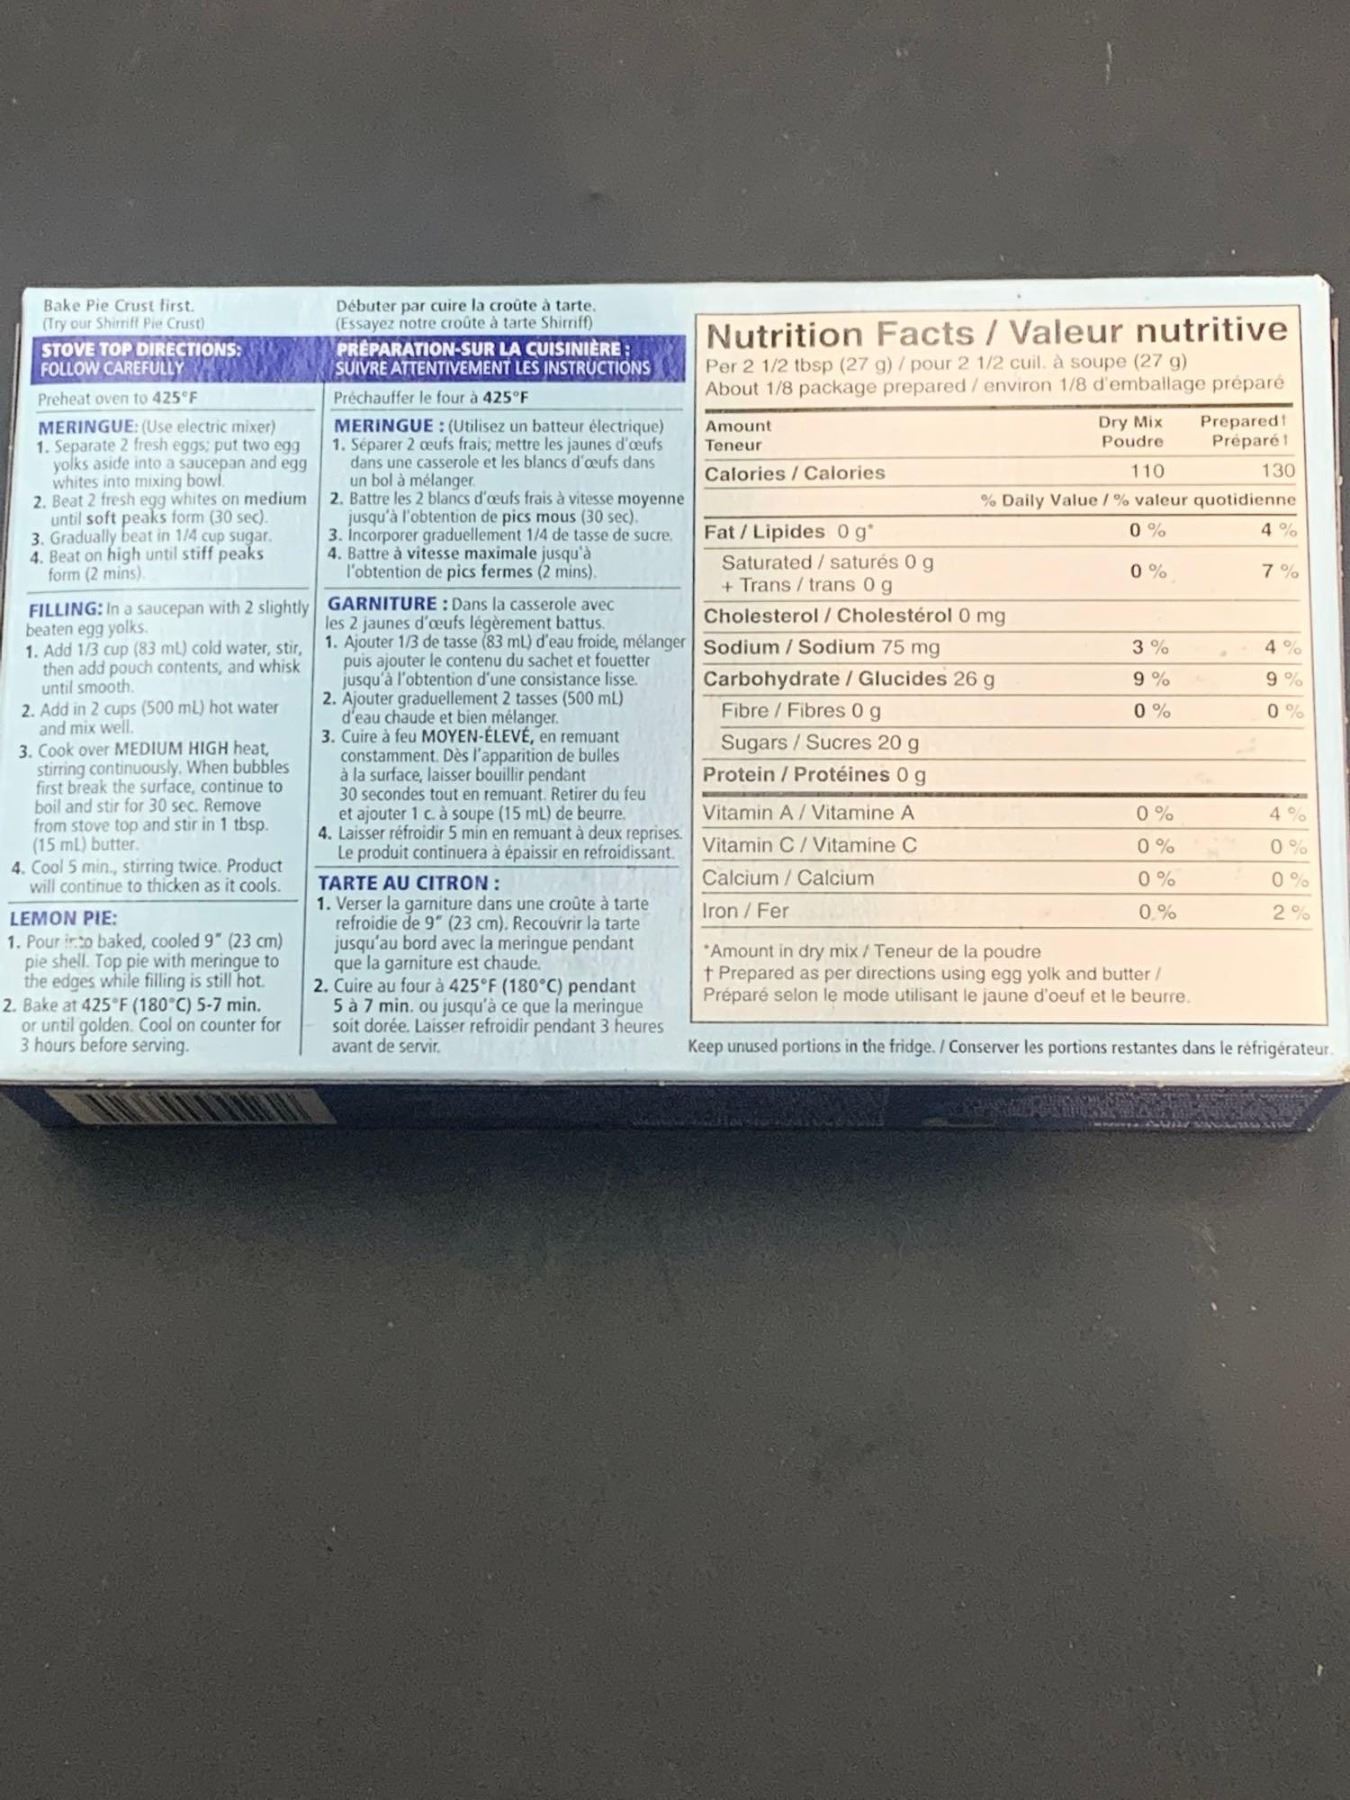 Bake Pie Crust first.
(Try our Shirriff Pie Crust)
STOVE TOP DIRECTIONS:
FOLLOW CAREFULLY
Preheat oven to 425°F
MERINGUE: (Use electric mixer)
1. Separate 2 fresh eggs; put two egg
yolks aside into a saucepan and egg
whites into mixing bowl.
2. Beat 2 fresh egg whites on medium
until soft peaks form (30 sec).
3. Gradually beat in 1/4 cup sugar.
4. Beat on high until stiff peaks
form (2 mins).
FILLING: In a saucepan with 2 slightly
beaten egg yolks.
1. Add 1/3 cup (83 mL) cold water, stir,
then add pouch contents, and whisk
until smooth.
2. Add in 2 cups (500 mL) hot water
and mix well.
3. Cook over MEDIUM HIGH heat,
stirring continuously. When bubbles
first break the surface, continue to
boil and stir for 30 sec. Remove
from stove top and stir in 1 tbsp.
(15 mL) butter.
4. Cool 5 min., stirring twice. Product
will continue to thicken as it cools.
LEMON PIE:
1. Pour into baked, cooled 9" (23 cm)
pie shell. Top pie with meringue to
the edges while filling is still hot.
2. Bake at 425°F (180°C) 5-7 min.
or until golden. Cool on counter for
3 hours before serving.
Débuter par cuire la croûte à tarte.
(Essayez notre croûte à tarte Shirriff)
PRÉPARATION-SUR LA CUISINIÈRE :
SUIVRE ATTENTIVEMENT LES INSTRUCTIONS
Préchauffer le four à 425°F
MERINGUE : (Utilisez un batteur électrique)
1. Séparer 2 œufs frais; mettre les jaunes d'œufs
dans une casserole et les blancs d'œufs dans
un bol à mélanger.
2. Battre les 2 blancs d'œufs frais à vitesse moyenne
jusqu'à l'obtention de pics mous (30 sec).
3. Incorporer graduellement 1/4 de tasse de sucre.
4. Battre à vitesse maximale jusqu'à
l'obtention de pics fermes (2 mins).
GARNITURE : Dans la casserole avec
les 2 jaunes d'œufs légèrement battus.
1. Ajouter 1/3 de tasse (83 mL) d'eau froide, mélanger
puis ajouter le contenu du sachet et fouetter
jusqu'à l'obtention d'une consistance lisse.
2. Ajouter graduellement 2 tasses (500 mL)
d'eau chaude et bien mélanger.
3. Cuire à feu MOYEN-ÉLEVÉ, en remuant
constamment. Dès l'apparition de bulles
à la surface, laisser bouillir pendant
30 secondes tout en remuant. Retirer du feu
et ajouter 1 c. à soupe (15 mL) de beurre.
4. Laisser réfroidir 5 min en remuant à deux reprises.
Le produit continuera à épaissir en refroidissant.
TARTE AU CITRON :
1. Verser la garniture dans une croûte à tarte
refroidie de 9" (23 cm). Recouvrir la tarte
jusqu'au bord avec la meringue pendant
que la garniture est chaude.
2. Cuire au four à 425°F (180°C) pendant
5 à 7 min. ou jusqu'à ce que la meringue
soit dorée. Laisser refroidir pendant 3 heures
avant de servir.
Nutrition Facts / Valeur nutritive
Per 2 1/2 tbsp (27 g) / pour 2 1/2 cuil. à soupe (27 g)
About 1/8 package prepared / environ 1/8 d'emballage préparé
Amount Dry Mix Prepared†
Teneur Poudre Préparé†
Calories / Calories 110 130
% Daily Value / % valeur quotidienne
Fat / Lipides 0 g* 0 % 4 %
Saturated / saturés 0 g
+ Trans / trans 0 g 0 % 7 %
Cholesterol / Cholestérol 0 mg
Sodium / Sodium 75 mg 3 % 4 %
Carbohydrate / Glucides 26 g 9 % 9 %
Fibre / Fibres 0 g 0 % 0 %
Sugars / Sucres 20 g
Protein / Protéines 0 g
Vitamin A / Vitamine A 0 % 4 %
Vitamin C / Vitamine C 0 % 0 %
Calcium / Calcium 0 % 0 %
Iron / Fer 0 % 2 %
*Amount in dry mix / Teneur de la poudre
† Prepared as per directions using egg yolk and butter /
Préparé selon le mode utilisant le jaune d'oeuf et le beurre.
Keep unused portions in the fridge. / Conserver les portions restantes dans le réfrigérateur.